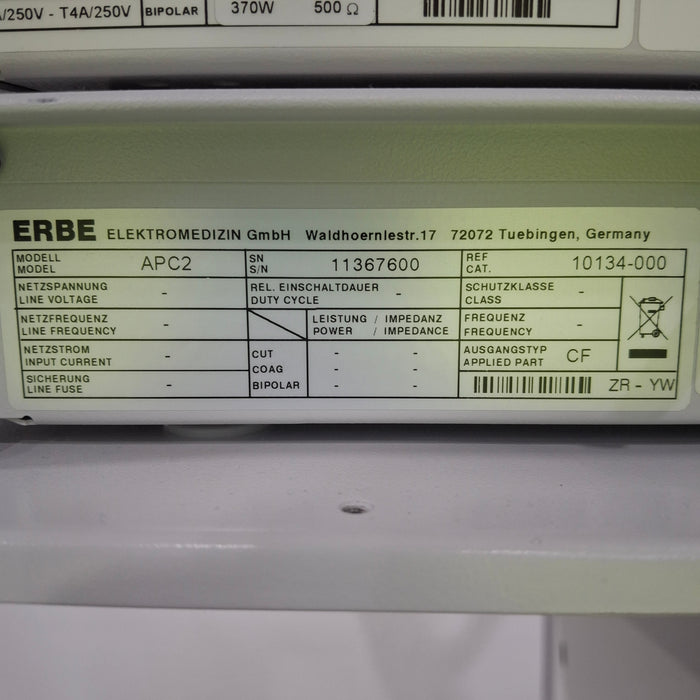 /250V - T4A/250V BIPOLAR 370W 500 Ω
ERBE ELEKTROMEDIZIN GmbH Waldhoernlestr.17 72072 Tuebingen, Germany
MODELL
MODEL APC2
SN
S/N 11367600
REF
CAT. 10134-000
NETZSPANNUNG
LINE VOLTAGE -
REL. EINSCHALTDAUER
DUTY CYCLE -
SCHUTZKLASSE
CLASS -
NETZFREQUENZ
LINE FREQUENCY -
LEISTUNG / IMPEDANZ
POWER / IMPEDANCE
FREQUENZ
FREQUENCY -
NETZSTROM
INPUT CURRENT -
CUT - -
COAG - -
BIPOLAR - -
AUSGANGSTYP
APPLIED PART CF
SICHERUNG
LINE FUSE -
ZR - YW